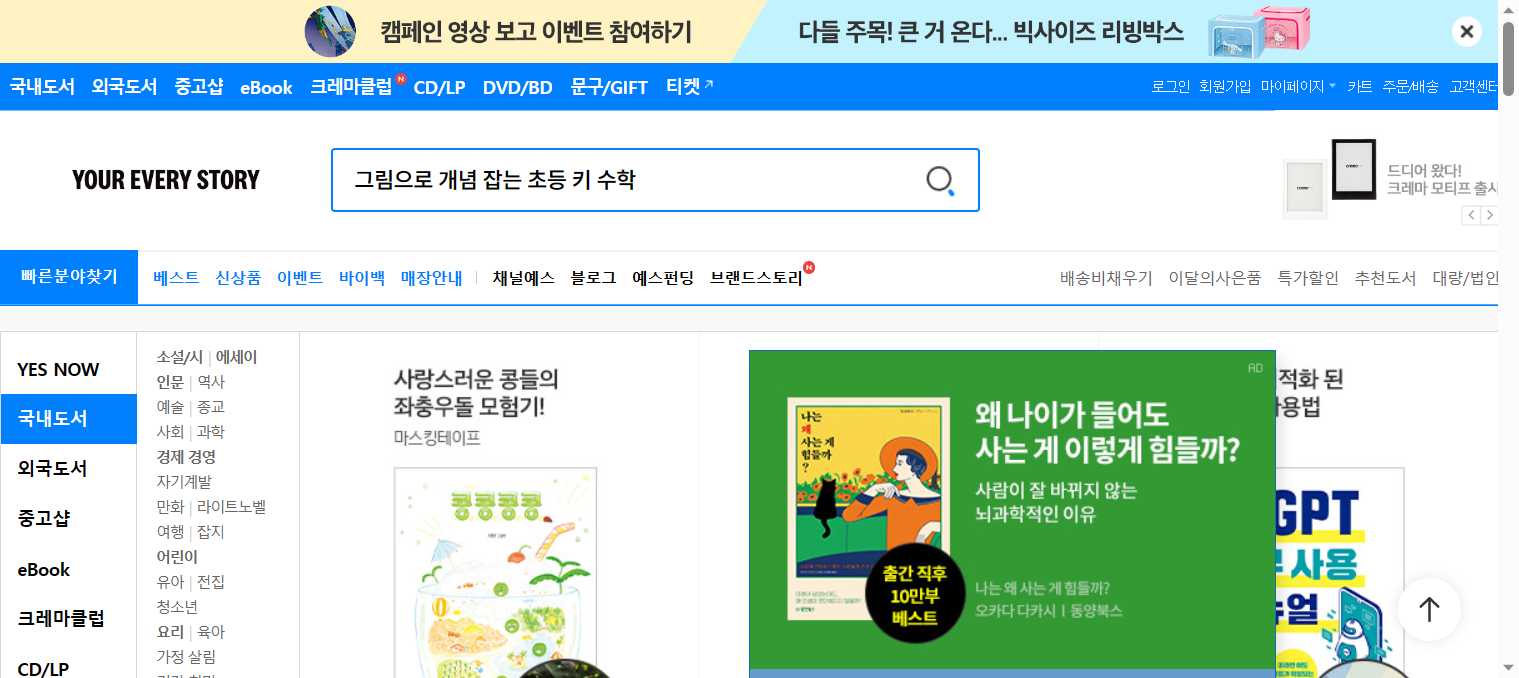 캠페인 영상 보고 이벤트 참여하기
다들 주목! 큰 거 온다... 빅사이즈 리빙박스
국내도서 외국도서 중고샵 eBook 크레마클럽 N CD/LP DVD/BD 문구/GIFT 티켓
로그인 회원가입 마이페이지 카트 주문/배송 고객센터
YOUR EVERY STORY
그림으로 개념 잡는 초등 키 수학
드디어 왔다!
크레마 모티프 출시
빠른분야찾기
베스트 신상품 이벤트 바이백 매장안내 | 채널예스 블로그 예스펀딩 브랜드스토리 N
배송비채우기 이달의사은품 특가할인 추천도서 대량/법인
YES NOW
국내도서
외국도서
중고샵
eBook
크레마클럽
CD/LP
소설/시 | 에세이
인문 | 역사
예술 | 종교
사회 | 과학
경제 경영
자기계발
만화 | 라이트노벨
여행 | 잡지
어린이
유아 | 전집
청소년
요리 | 육아
가정 살림
사랑스러운 콩들의
좌충우돌 모험기!
마스킹테이프
콩콩콩콩
AD
나는
왜
사는 게
힘들까
?
왜 나이가 들어도
사는 게 이렇게 힘들까?
사람이 잘 바뀌지 않는
뇌과학적인 이유
출간 직후
10만부
베스트
나는 왜 사는 게 힘들까?
오카다 다카시 | 동양북스
적화 된
사용법
GPT
사용
뉴얼